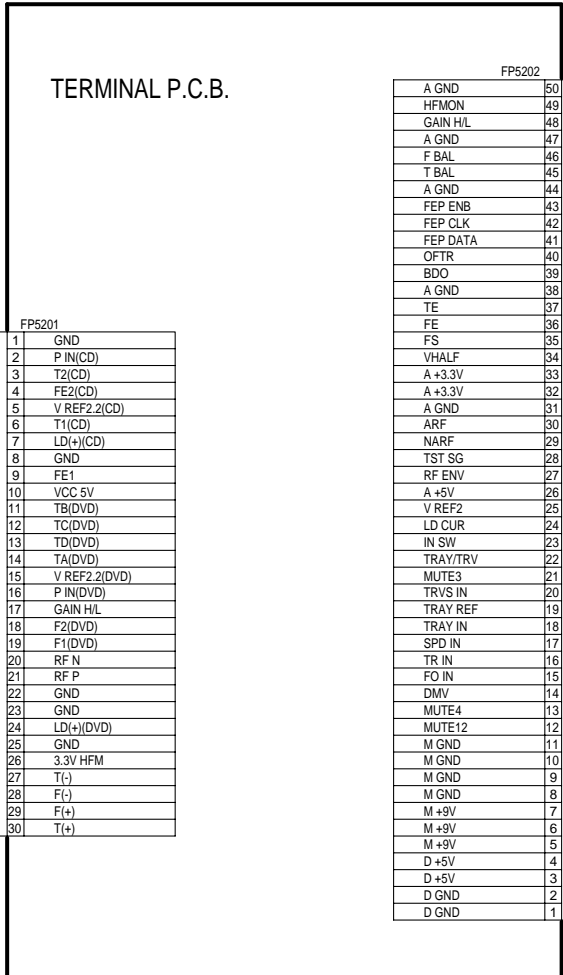 TERMINAL P.C.B.
FP5202
A GND 50
HFMON 49
GAIN H/L 48
A GND 47
F BAL 46
T BAL 45
A GND 44
FEP ENB 43
FEP CLK 42
FEP DATA 41
OFTR 40
BDO 39
A GND 38
TE 37
FE 36
FS 35
VHALF 34
A +3.3V 33
A +3.3V 32
A GND 31
ARF 30
NARF 29
TST SG 28
RF ENV 27
A +5V 26
V REF2 25
LD CUR 24
IN SW 23
TRAY/TRV 22
MUTE3 21
TRVS IN 20
TRAY REF 19
TRAY IN 18
SPD IN 17
TR IN 16
FO IN 15
DMV 14
MUTE4 13
MUTE12 12
M GND 11
M GND 10
M GND 9
M GND 8
M +9V 7
M +9V 6
M +9V 5
D +5V 4
D +5V 3
D GND 2
D GND 1
FP5201
1 GND
2 P IN(CD)
3 T2(CD)
4 FE2(CD)
5 V REF2.2(CD)
6 T1(CD)
7 LD(+)(CD)
8 GND
9 FE1
10 VCC 5V
11 TB(DVD)
12 TC(DVD)
13 TD(DVD)
14 TA(DVD)
15 V REF2.2(DVD)
16 P IN(DVD)
17 GAIN H/L
18 F2(DVD)
19 F1(DVD)
20 RF N
21 RF P
22 GND
23 GND
24 LD(+)(DVD)
25 GND
26 3.3V HFM
27 T(-)
28 F(-)
29 F(+)
30 T(+)